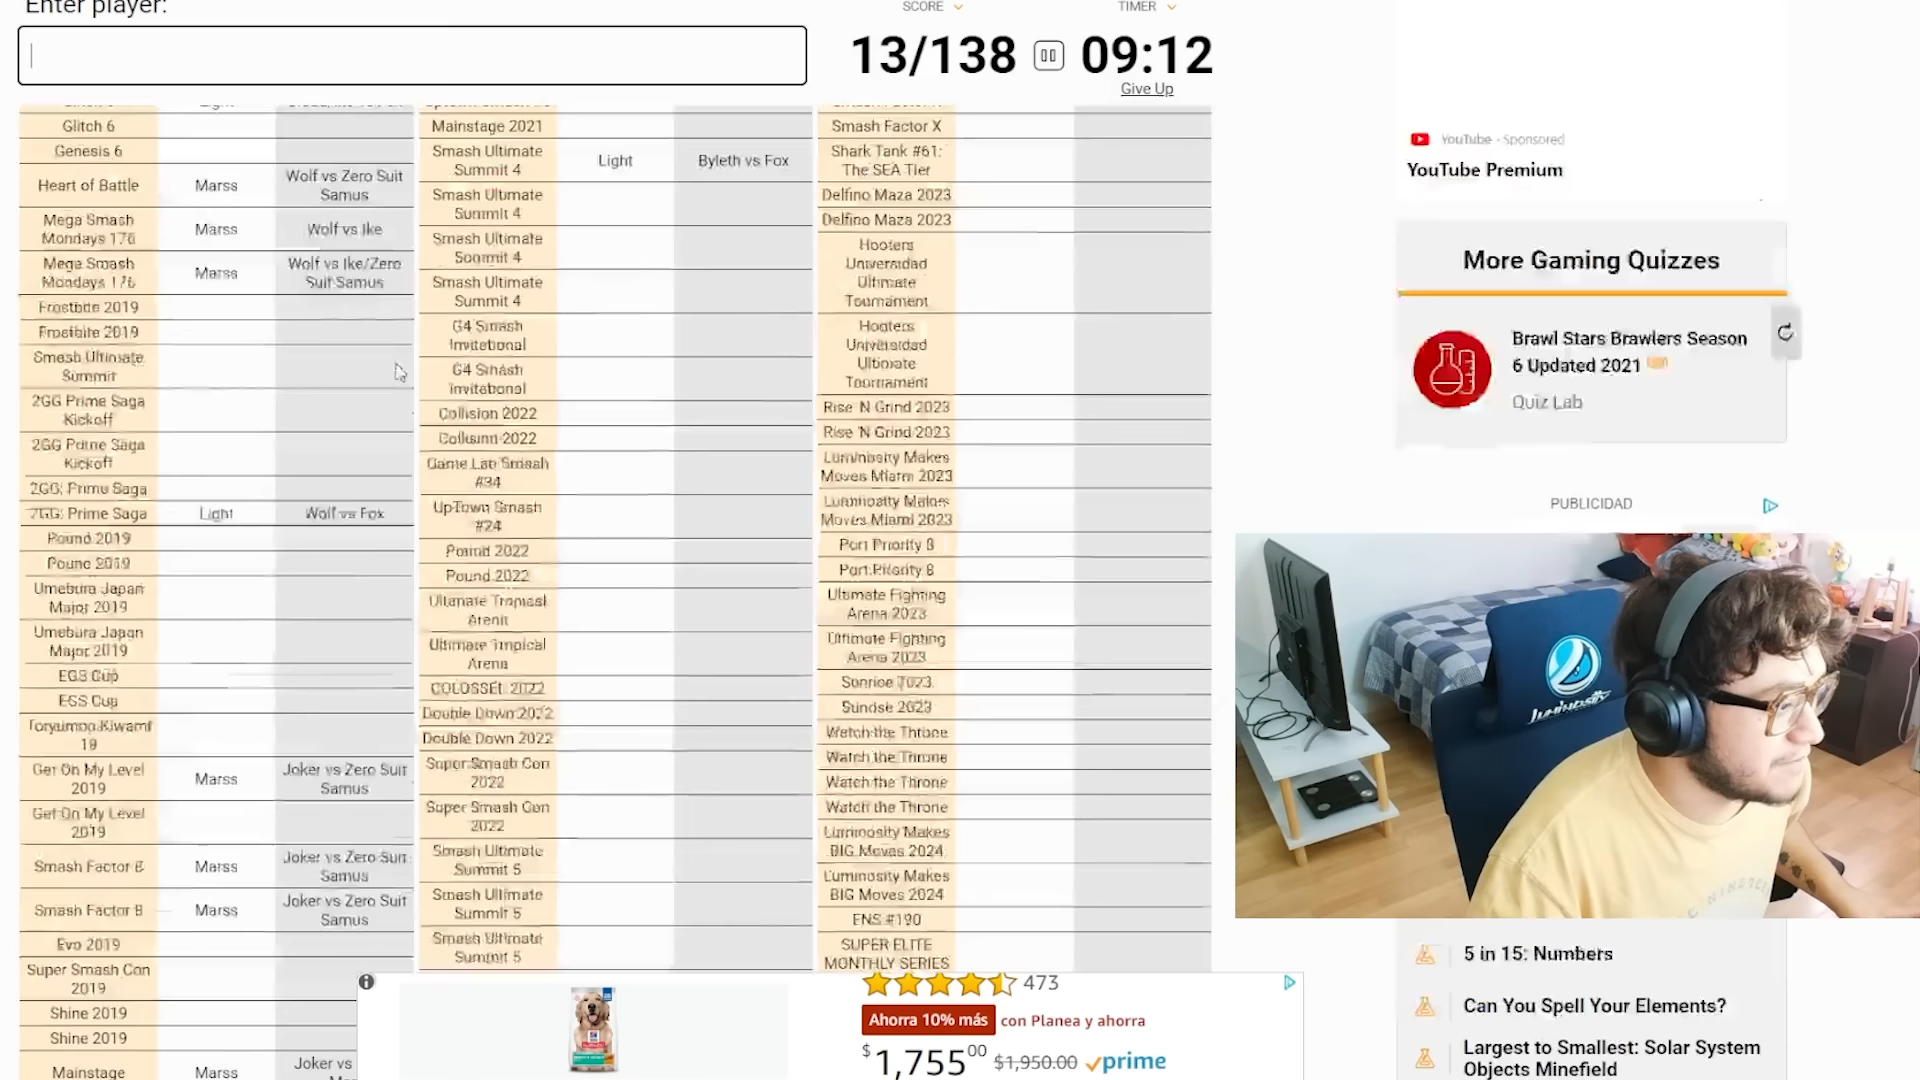 Enter player:
SCORE
TIMER
13/138
09:12
Give Up
Glitch 6
Genesis 6
Heart of Battle Marss Wolf vs Zero Suit
Samus
Mega Smash
Mondays 176 Marss Wolf vs Ike
Mega Smash
Mondays 176 Marss Wolf vs Ike/Zero
Suit Samus
Frostbite 2019
Frostbite 2019
Smash Ultimate
Summit
2GG Prime Saga
Kickoff
2GG Prime Saga
Kickoff
2GG: Prime Saga
2GG: Prime Saga Light Wolf vs Fox
Pound 2019
Pound 2019
Umebura Japan
Major 2019
Umebura Japan
Major 2019
EGS Cup
EGS Cup
19
Get On My Level
2019 Marss Joker vs Zero Suit
Samus
Get On My Level
2019
Smash Factor 8 Marss Joker vs Zero Suit
Samus
Smash Factor 8 Marss Joker vs Zero Suit
Samus
Evo 2019
Super Smash Con
2019
Shine 2019
Shine 2019
Mainstage Marss Joker vs
Mainstage 2021
Smash Ultimate
Summit 4 Light Byleth vs Fox
Smash Ultimate
Summit 4
Smash Ultimate
Summit 4
Smash Ultimate
Summit 4
G4 Smash
Invitational
G4 Smash
Invitational
Collision 2022
Collision 2022
Game Lab Smash
#34
UpTown Smash
#24
Pound 2022
Pound 2022
Ultimate Tropical
Arena
Ultimate Tropical
Arena
COLOSSEL 2022
Double Down 2022
Double Down 2022
Super Smash Con
2022
Super Smash Con
2022
Smash Ultimate
Summit 5
Smash Ultimate
Summit 5
Smash Ultimate
Summit 5
Smash Factor X
Shark Tank #61:
The SEA Tier
Delfino Maza 2023
Delfino Maza 2023
Hooters
Universidad
Ultimate
Tournament
Hooters
Universidad
Ultimate
Tournament
Rise 'N Grind 2023
Rise 'N Grind 2023
Luminosity Makes
Moves Miami 2023
Luminosity Makes
Moves Miami 2023
Port Priority 8
Port Priority 8
Ultimate Fighting
Arena 2023
Ultimate Fighting
Arena 2023
Sunrise 2023
Sunrise 2023
Watch the Throne
Watch the Throne
Watch the Throne
Watch the Throne
Luminosity Makes
BIG Moves 2024
Luminosity Makes
BIG Moves 2024
ENS #190
SUPER ELITE
MONTHLY SERIES
YouTube · Sponsored
YouTube Premium
More Gaming Quizzes
Brawl Stars Brawlers Season
6 Updated 2021
Quiz Lab
PUBLICIDAD
Luminosity
5 in 15: Numbers
Can You Spell Your Elements?
Largest to Smallest: Solar System
Objects Minefield
473
Ahorra 10% más con Planea y ahorra
$1,755⁰⁰ $1,950.00 prime